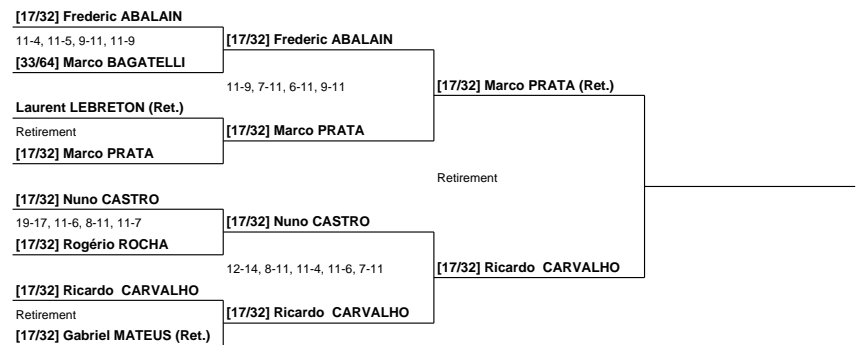 [17/32] Frederic ABALAIN
11-4, 11-5, 9-11, 11-9
[33/64] Marco BAGATELLI
[17/32] Frederic ABALAIN
11-9, 7-11, 6-11, 9-11
[17/32] Marco PRATA (Ret.)
Laurent LEBRETON (Ret.)
Retirement
[17/32] Marco PRATA
[17/32] Marco PRATA
Retirement
[17/32] Nuno CASTRO
19-17, 11-6, 8-11, 11-7
[17/32] Rogério ROCHA
[17/32] Nuno CASTRO
12-14, 8-11, 11-4, 11-6, 7-11
[17/32] Ricardo  CARVALHO
[17/32] Ricardo  CARVALHO
Retirement
[17/32] Gabriel MATEUS (Ret.)
[17/32] Ricardo  CARVALHO